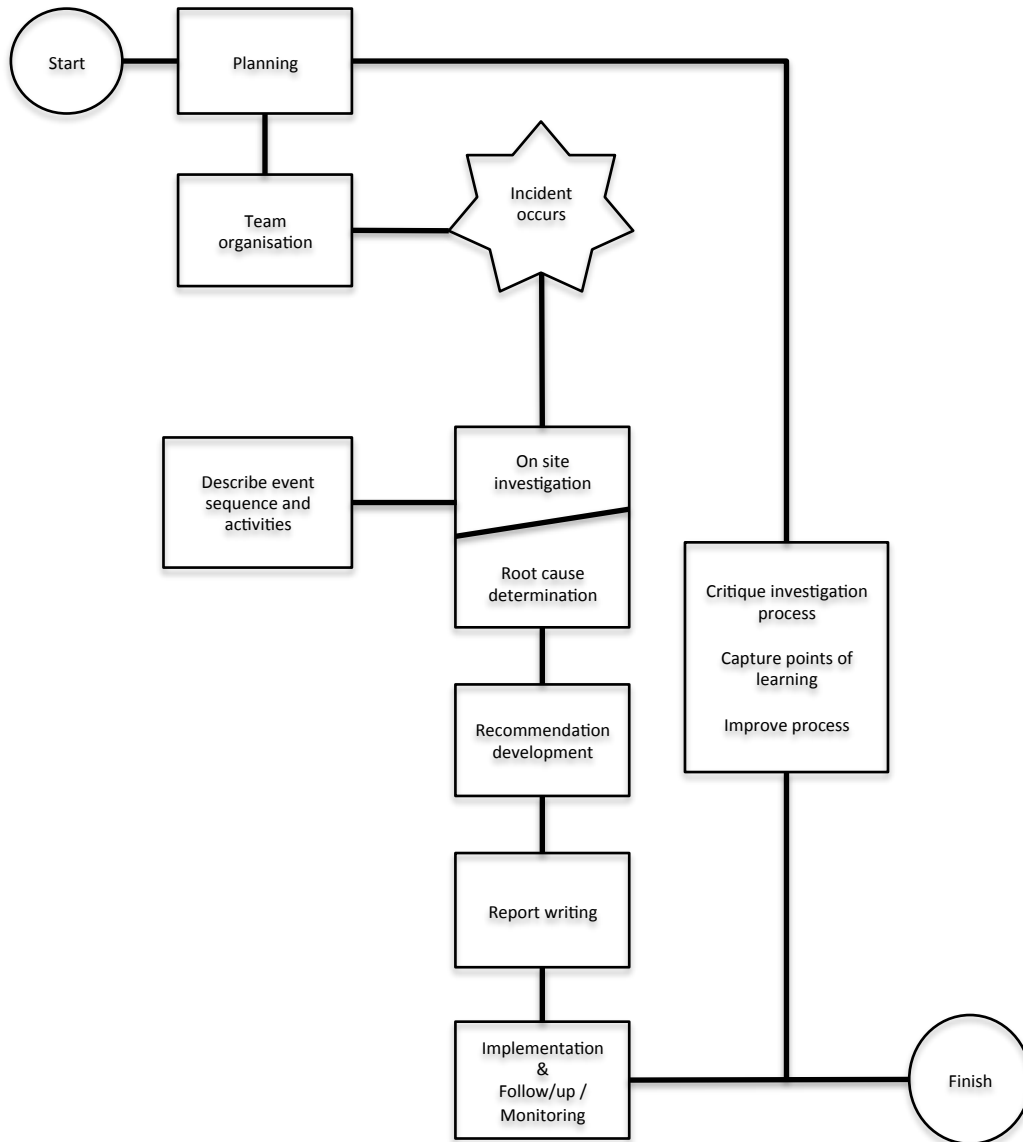 Start
Planning
Team
organisation
Incident
occurs
Describe event
sequence and
activities
On site
investigation
Root cause
determination
Critique investigation
process
Capture points of
learning
Improve process
Recommendation
development
Report writing
Implementation
&
Follow/up /
Monitoring
Finish